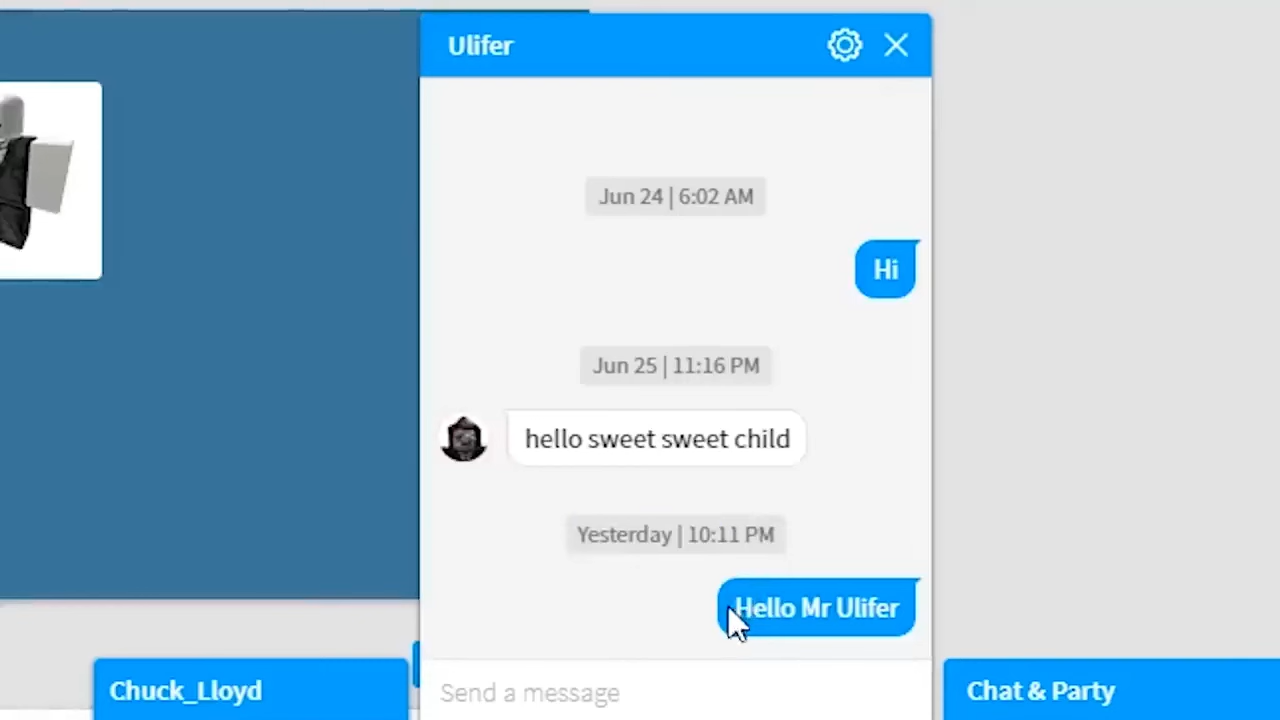 Ulifer
Jun 24 | 6:02 AM
Hi
Jun 25 | 11:16 PM
hello sweet sweet child
Yesterday | 10:11 PM
Hello Mr Ulifer
Send a message
Chuck_Lloyd
Chat & Party